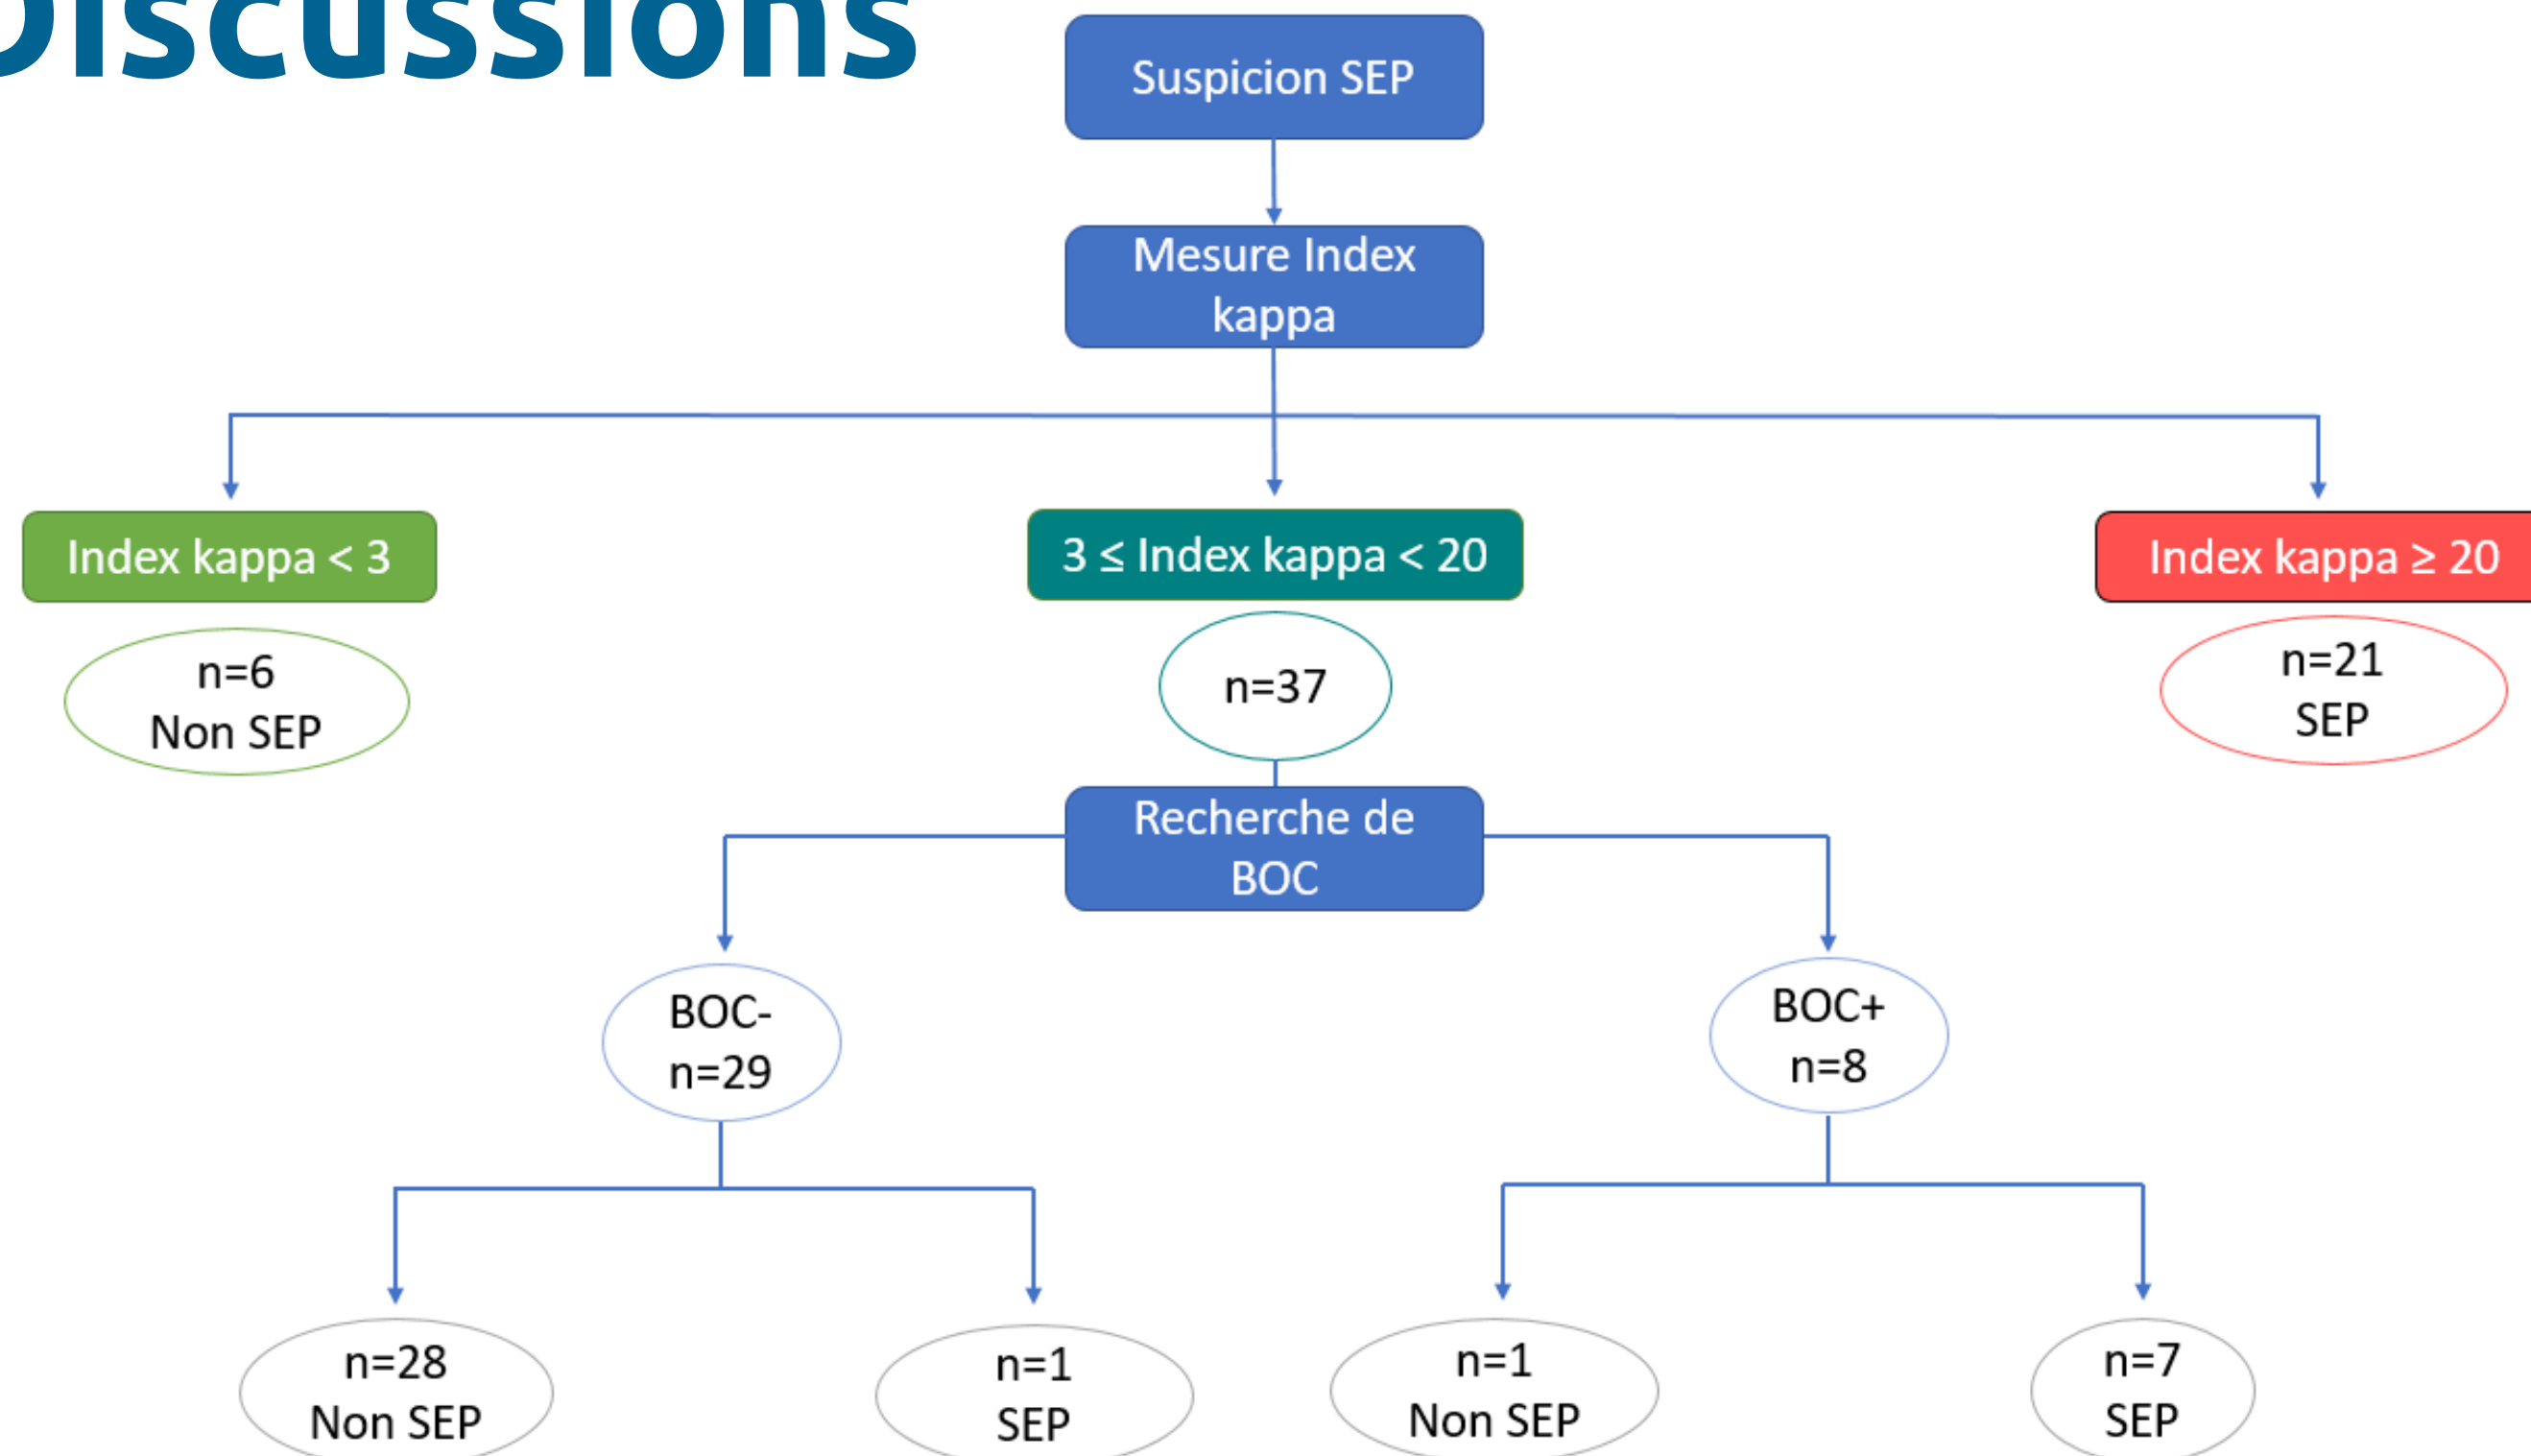 Discussions
Suspicion SEP
Mesure Index
kappa
Index kappa < 3
3 ≤ Index kappa < 20
Index kappa ≥ 20
n=6
Non SEP
n=37
n=21
SEP
Recherche de
BOC
BOC-
n=29
BOC+
n=8
n=28
Non SEP
n=1
SEP
n=1
Non SEP
n=7
SEP